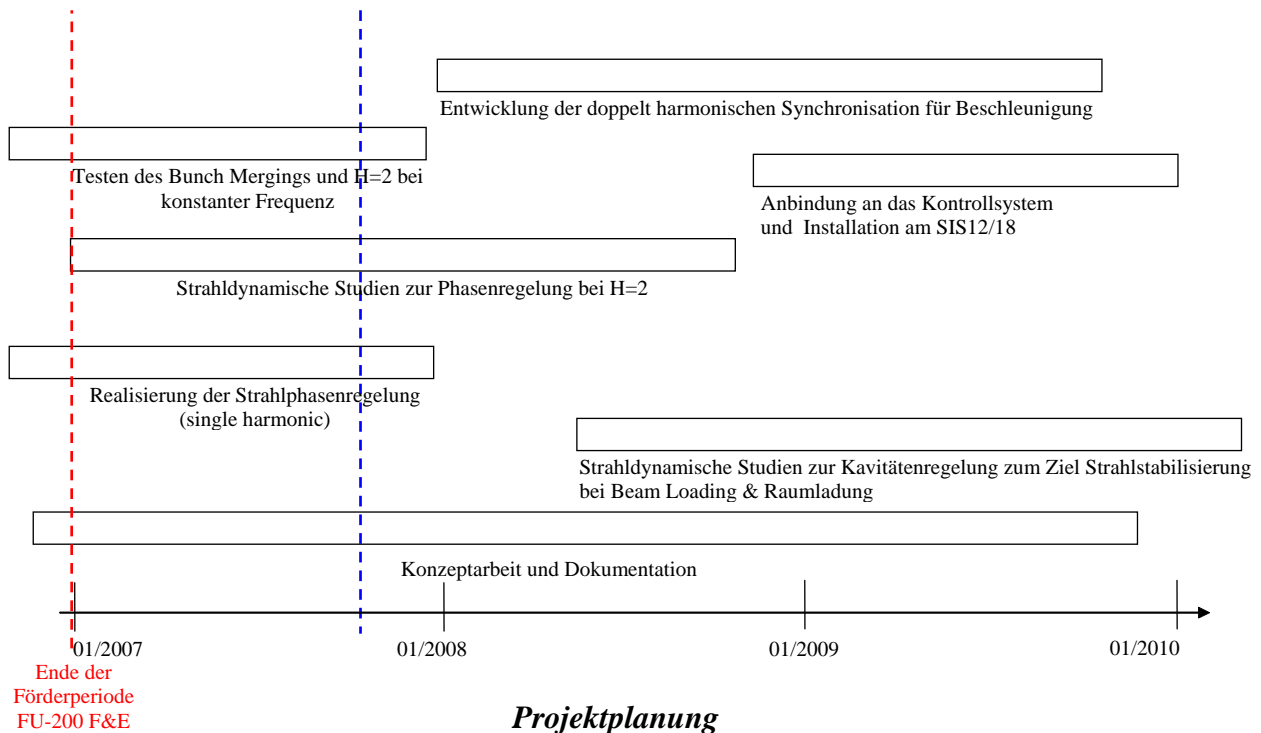 Entwicklung der doppelt harmonischen Synchronisation für Beschleunigung
Testen des Bunch Mergings und H=2 bei
konstanter Frequenz
Anbindung an das Kontrollsystem
und Installation am SIS12/18
Strahldynamische Studien zur Phasenregelung bei H=2
Realisierung der Strahlphasenregelung
(single harmonic)
Strahldynamische Studien zur Kavitätenregelung zum Ziel Strahlstabilisierung
bei Beam Loading & Raumladung
Konzeptarbeit und Dokumentation
01/2007
01/2008
01/2009
01/2010
Ende der
Förderperiode
FU-200 F&E
Projektplanung